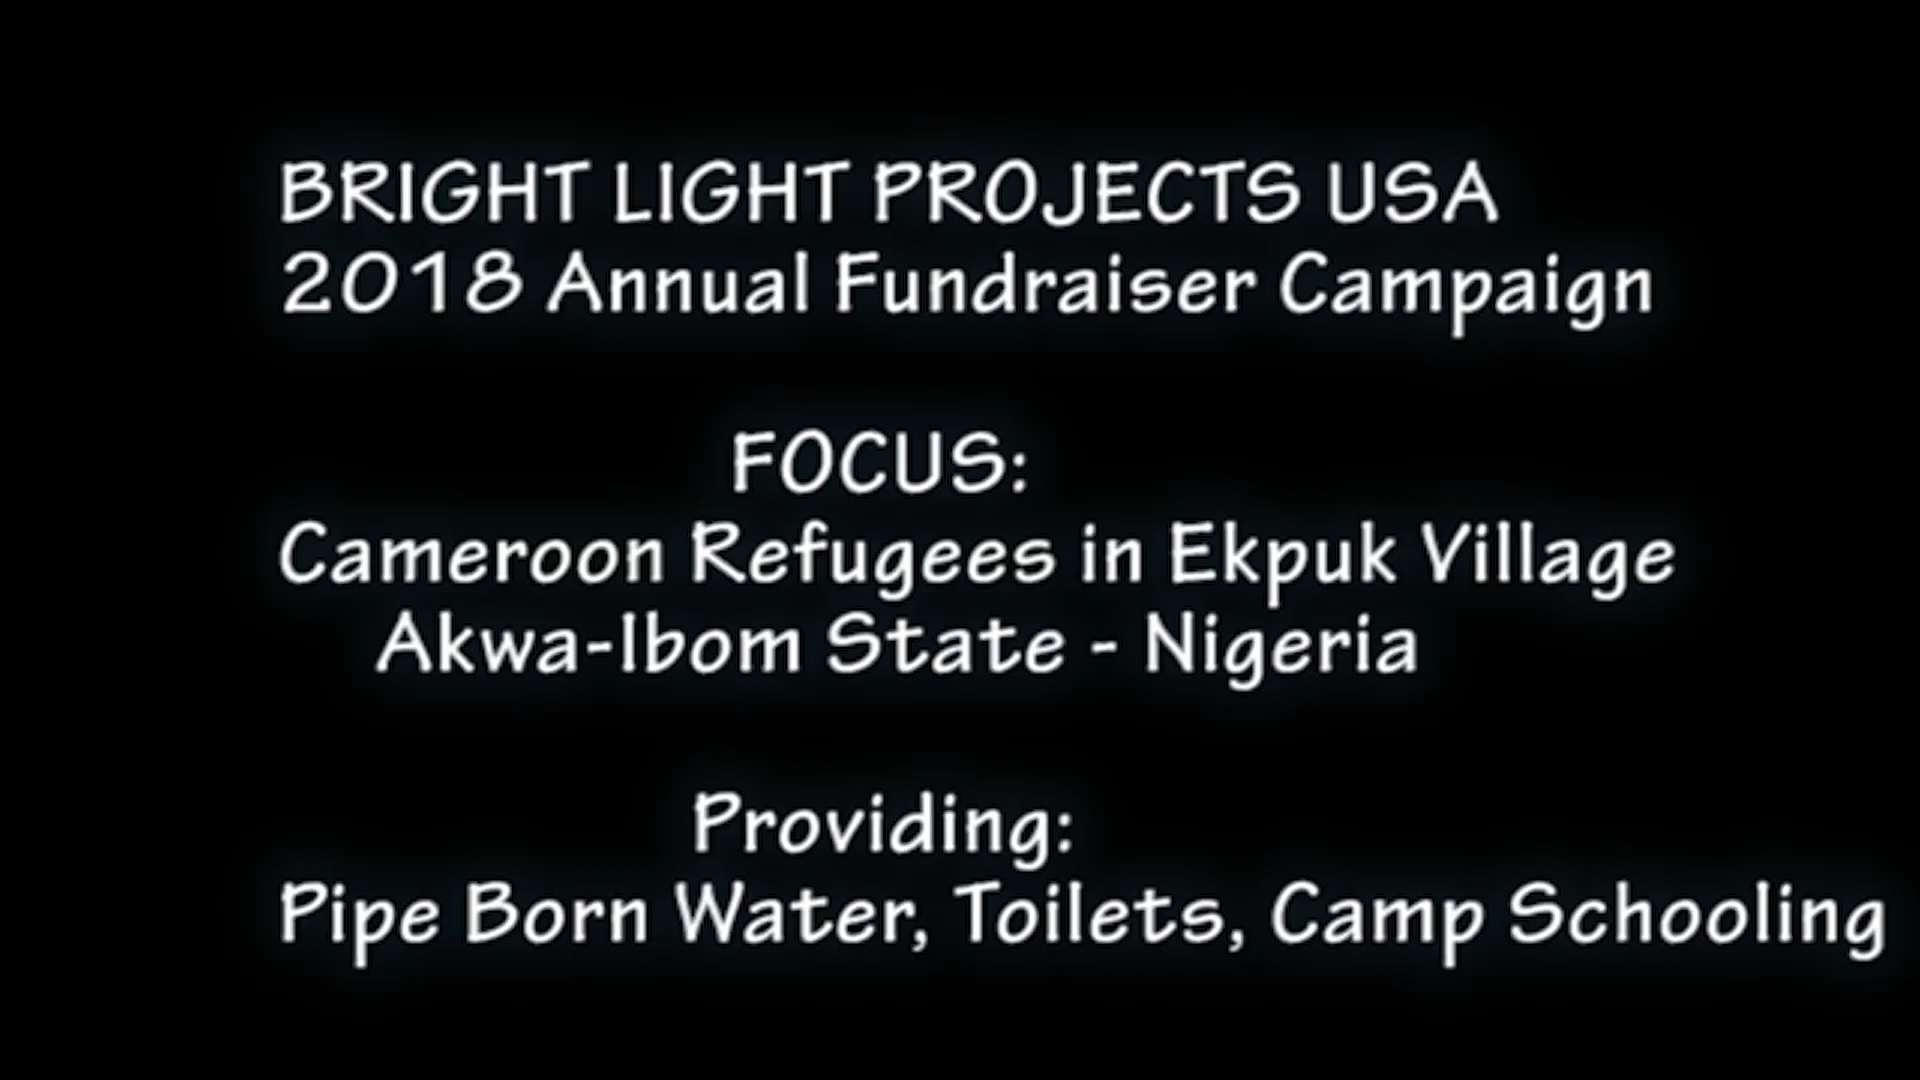 BRIGHT LIGHT PROJECTS USA
2018 Annual Fundraiser Campaign
FOCUS:
Cameroon Refugees in Ekpuk Village
Akwa-Ibom State - Nigeria
Providing:
Pipe Born Water, Toilets, Camp Schooling